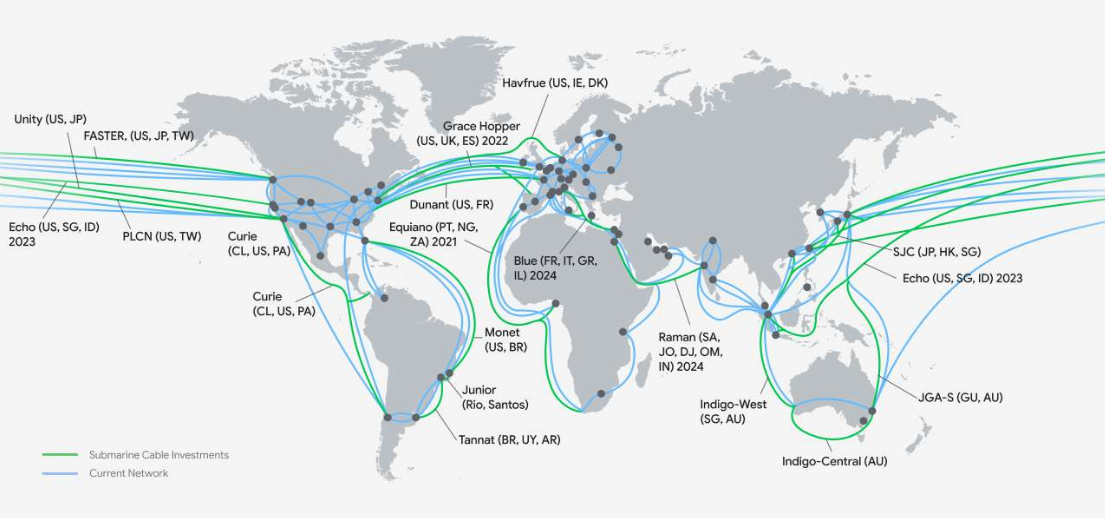 Havfrue (US, IE, DK)
Unity (US, JP)
FASTER, (US, JP, TW)
Grace Hopper
(US, UK, ES) 2022
Dunant (US, FR)
Echo (US, SG, ID)
2023
PLCN (US, TW)
Curie
(CL, US, PA)
Equiano (PT, NG,
ZA) 2021
Blue (FR, IT, GR,
IL) 2024
SJC (JP, HK, SG)
Echo (US, SG, ID) 2023
Curie
(CL, US, PA)
Monet
(US, BR)
Raman (SA,
JO, DJ, OM,
IN) 2024
Junior
(Rio, Santos)
Indigo-West
(SG, AU)
JGA-S (GU, AU)
Tannat (BR, UY, AR)
Indigo-Central (AU)
Submarine Cable Investments
Current Network